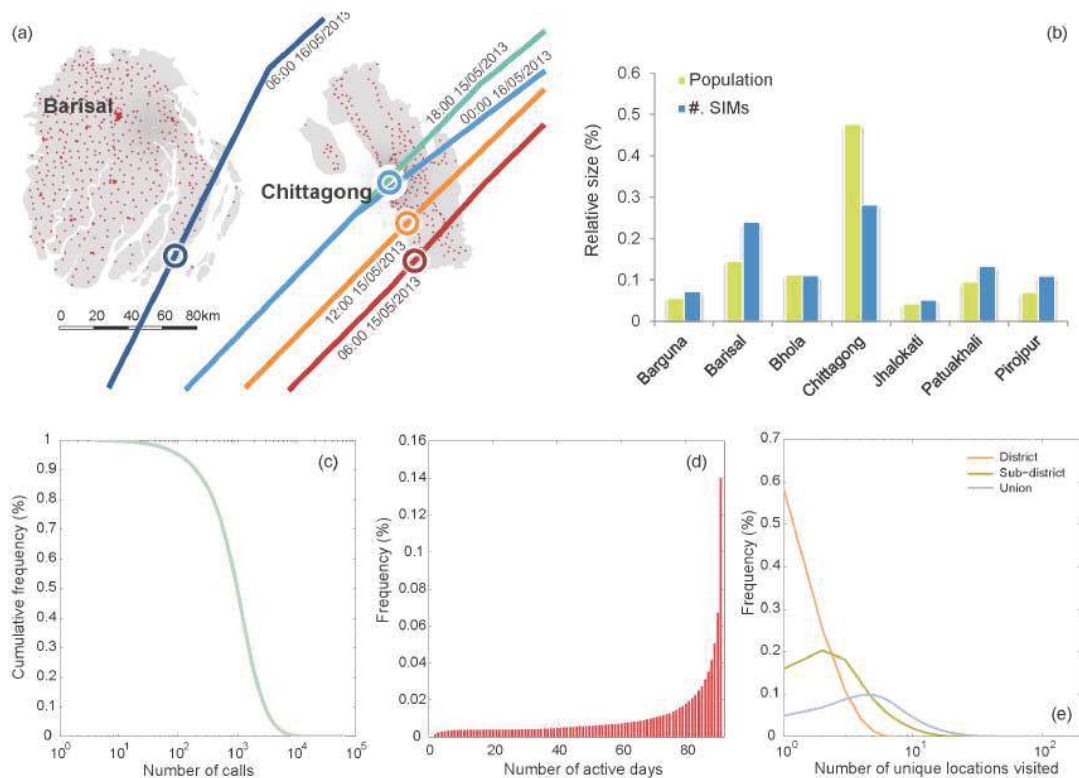 (a)
Barisal
Chittagong
06:00 16/05/2013
18:00 15/05/2013
00:00 16/05/2013
12:00 15/05/2013
06:00 15/05/2013
0 20 40 60 80km
(b)
Population
#. SIMs
Relative size (%)
0.6
0.5
0.4
0.3
0.2
0.1
0
Barguna
Barisal
Bhola
Chittagong
Jhalokati
Patuakhali
Pirojpur
(c)
Cumulative frequency (%)
1
0.9
0.8
0.7
0.6
0.5
0.4
0.3
0.2
0.1
0
10^0 10^1 10^2 10^3 10^4 10^5
Number of calls
(d)
Frequency (%)
0.16
0.14
0.12
0.10
0.08
0.06
0.04
0.02
0
0 20 40 60 80
Number of active days
District
Sub-district
Union
Frequency (%)
0.7
0.6
0.5
0.4
0.3
0.2
0.1
0
(e)
10^0 10^1 10^2
Number of unique locations visited